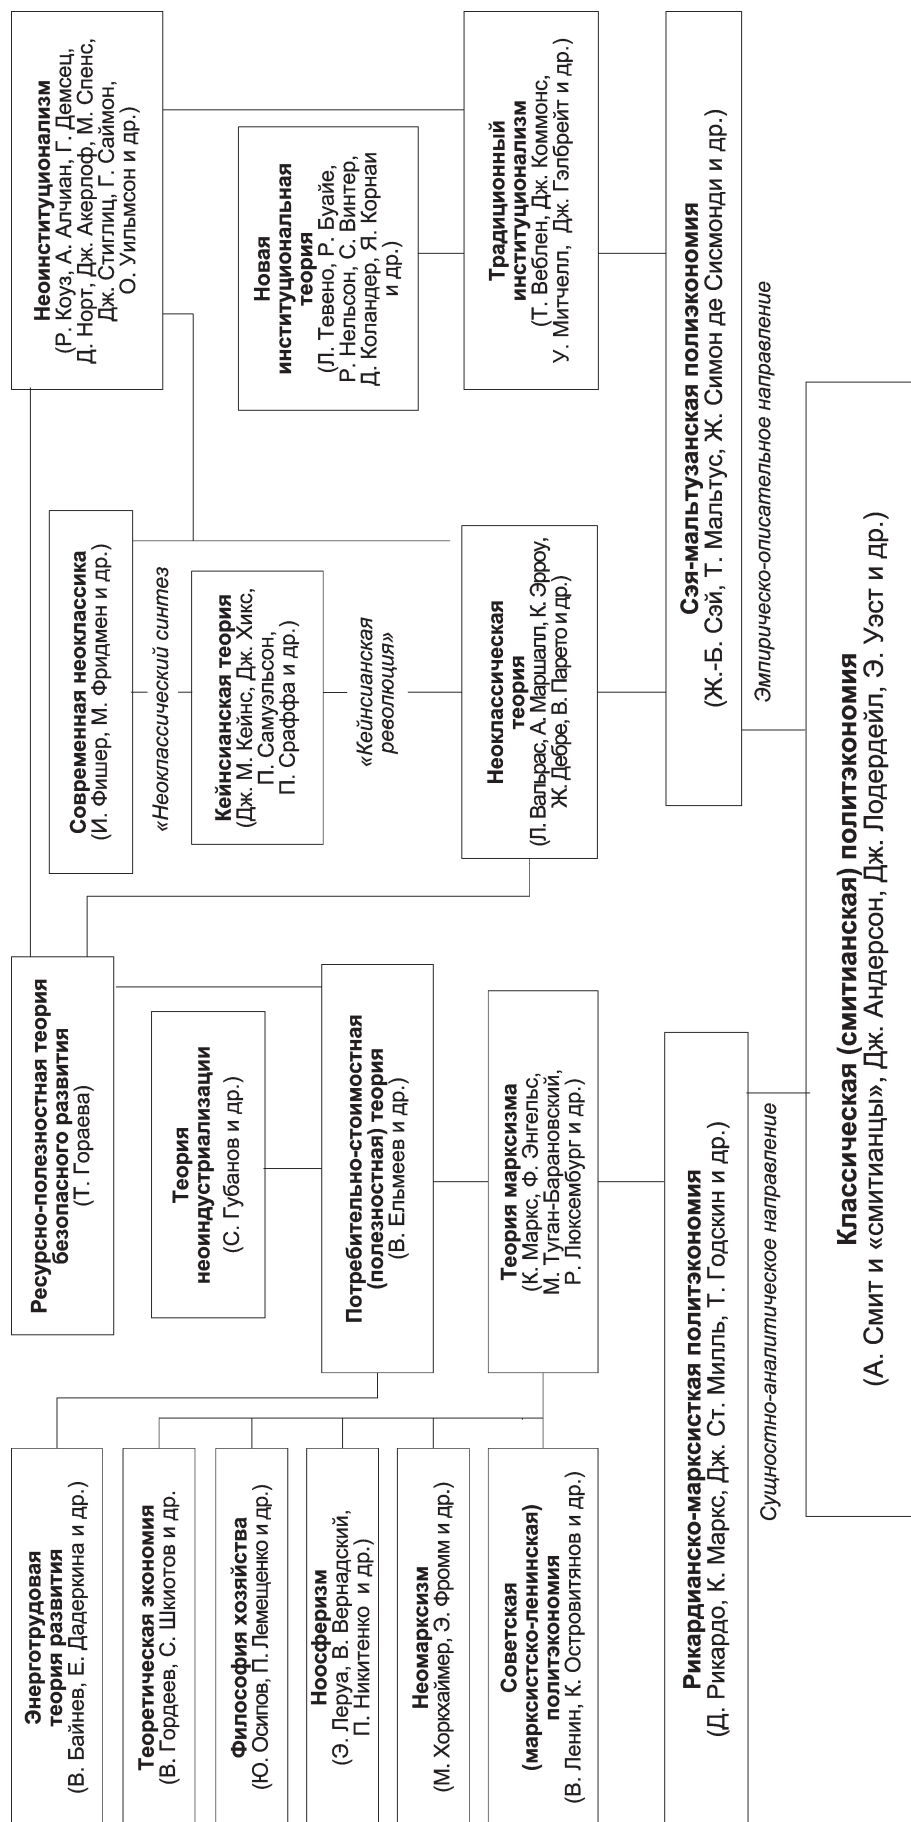 Энерготрудовая
теория развития
(В. Байнев, Е. Дадеркина и др.)
Теоретическая экономия
(В. Гордеев, С. Шкиотов и др.
Философия хозяйства
(Ю. Осипов, П. Лемещенко и др.)
Ноосферизм
(Э. Леруа, В. Вернадский,
П. Никитенко и др.)
Неомарксизм
(М. Хоркхаймер, Э. Фромм и др.)
Советская
(марксистско-ленинская)
политэкономия
(В. Ленин, К. Островитянов и др.)
Ресурсно-полезностная теория
безопасного развития
(Т. Гораева)
Теория
неоиндустриализации
(С. Губанов и др.)
Потребительно-стоимостная
(полезностная) теория
(В. Ельмеев и др.)
Теория марксизма
(К. Маркс, Ф. Энгельс,
М. Туган-Барановский,
Р. Люксембург и др.)
Современная неоклассика
(И. Фишер, М. Фридмен и др.)
«Неоклассический синтез
Кейнсианская теория
(Дж. М. Кейнс, Дж. Хикс,
П. Самуэльсон,
П. Сраффа и др.)
«Кейнсианская
революция»
Неоклассическая
теория
(Л. Вальрас, А. Маршалл, К. Эрроу,
Ж. Дебре, В. Парето и др.)
Неоинституционализм
(Р. Коуз, А. Алчиан, Г. Демсец,
Д. Норт, Дж. Акерлоф, М. Спенс,
Дж. Стиглиц, Г. Саймон,
О. Уильмсон и др.)
Новая
институциональная
теория
(Л. Тевено, Р. Буайе,
Р. Нельсон, С. Винтер,
Д. Коландер, Я. Корнаи
и др.)
Традиционный
институционализм
(Т. Веблен, Дж. Коммонс,
У. Митчелл, Дж. Гэлбрейт и др.)
Рикардианско-марксисткая политэкономия
(Д. Рикардо, К. Маркс, Дж. Ст. Милль, Т. Годскин и др.)
Сущностно-аналитическое направление
Сэя-мальтузанская полиэкономия
(Ж.-Б. Сэй, Т. Мальтус, Ж. Симон де Сисмонди и др.)
Эмпирическо-описательное направление
Классическая (смитианская) политэкономия
(А. Смит и «смитианцы», Дж. Андерсон, Дж. Лодердейл, Э. Уэст и др.)